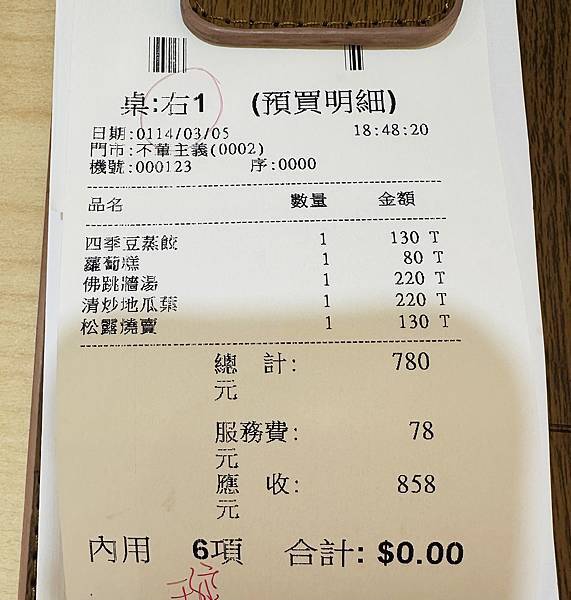 桌:右1 (預買明細)
日期:0114/03/05 18:48:20
門市:不葷主義(0002)
機號:000123 序:0000
品名 數量 金額
四季豆蒸餃 1 130 T
蘿蔔糕 1 80 T
佛跳牆湯 1 220 T
清炒地瓜葉 1 220 T
松露燒賣 1 130 T
總 計: 780
元
服務費: 78
元
應 收: 858
元
內用 6項 合計: $0.00